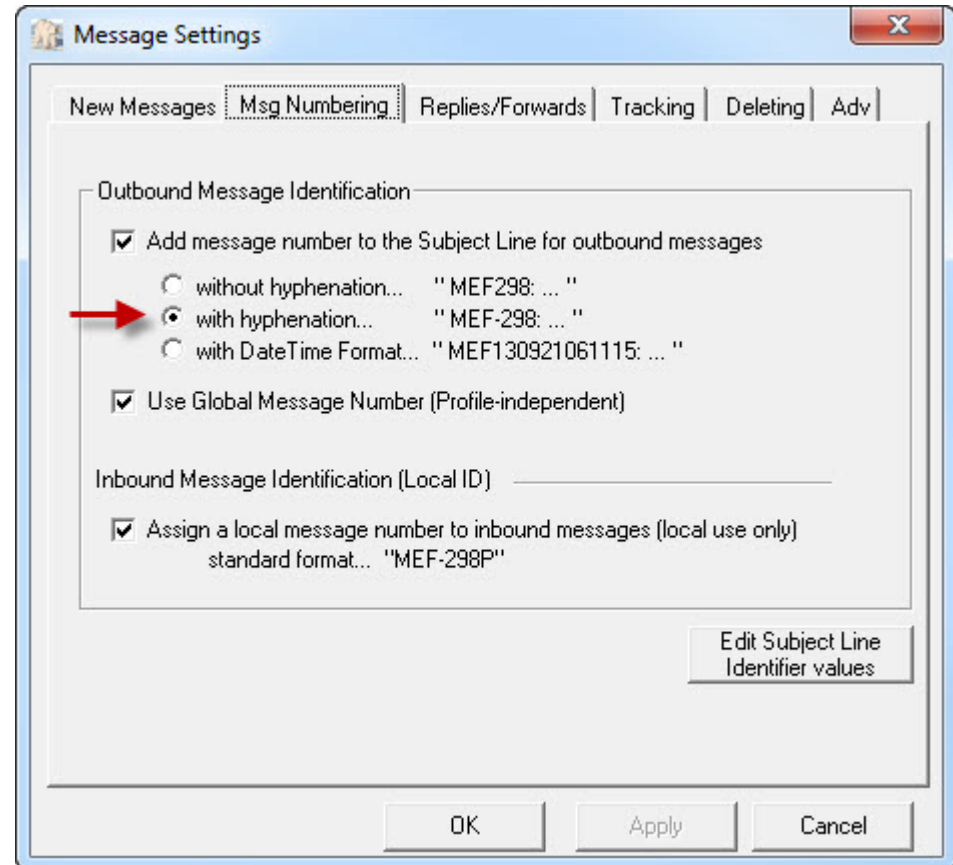 Message Settings
New Messages Msg Numbering Replies/Forwards Tracking Deleting Adv
Outbound Message Identification
Add message number to the Subject Line for outbound messages
without hyphenation... " MEF298: ... "
with hyphenation... " MEF-298: ... "
with DateTime Format... " MEF130921061115: ... "
Use Global Message Number (Profile-independent)
Inbound Message Identification (Local ID)
Assign a local message number to inbound messages (local use only)
standard format... "MEF-298P"
Edit Subject Line
Identifier values
OK Apply Cancel